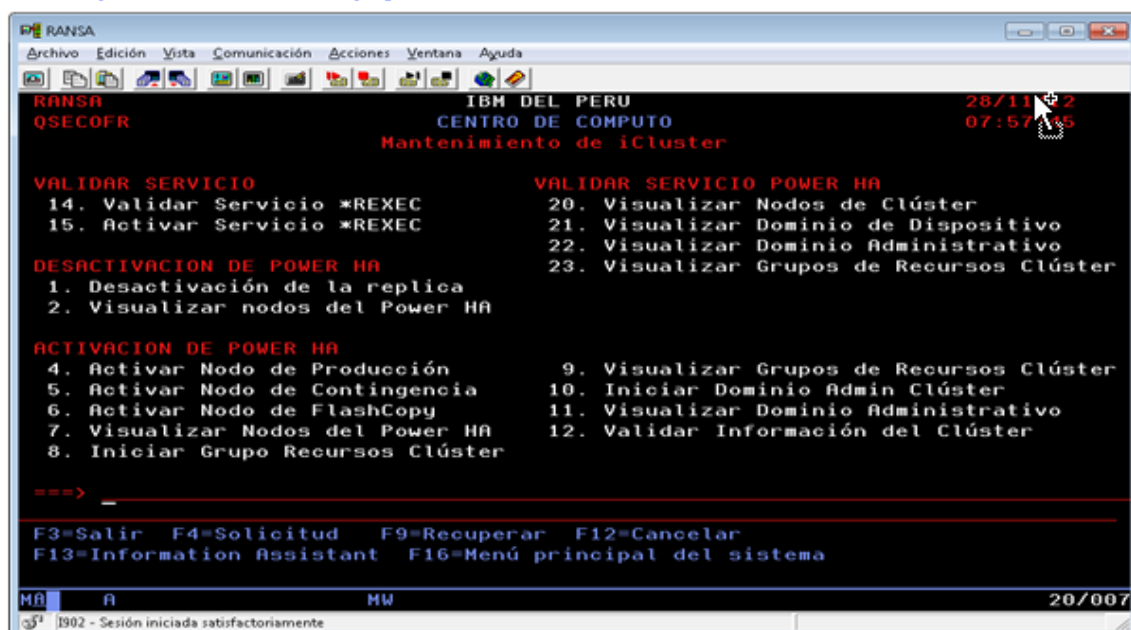 RANSA
Archivo Edición Vista Comunicación Acciones Ventana Ayuda
RANSA IBM DEL PERU
QSECOFR CENTRO DE COMPUTO
Mantenimiento de iCluster
VALIDAR SERVICIO
14. Validar Servicio *REXEC
15. Activar Servicio *REXEC
VALIDAR SERVICIO POWER HA
20. Visualizar Nodos de Clúster
21. Visualizar Dominio de Dispositivo
22. Visualizar Dominio Administrativo
23. Visualizar Grupos de Recursos Clúster
DESACTIVACION DE POWER HA
1. Desactivación de la replica
2. Visualizar nodos del Power HA
ACTIVACION DE POWER HA
4. Activar Nodo de Producción
5. Activar Nodo de Contingencia
6. Activar Nodo de FlashCopy
7. Visualizar Nodos del Power HA
8. Iniciar Grupo Recursos Clúster
9. Visualizar Grupos de Recursos Clúster
10. Iniciar Dominio Admin Clúster
11. Visualizar Dominio Administrativo
12. Validar Información del Clúster
===>
F3=Salir F4=Solicitud F9=Recuperar F12=Cancelar
F13=Information Assistant F16=Menú principal del sistema
MA A MW 20/007
I902 - Sesión iniciada satisfactoriamente